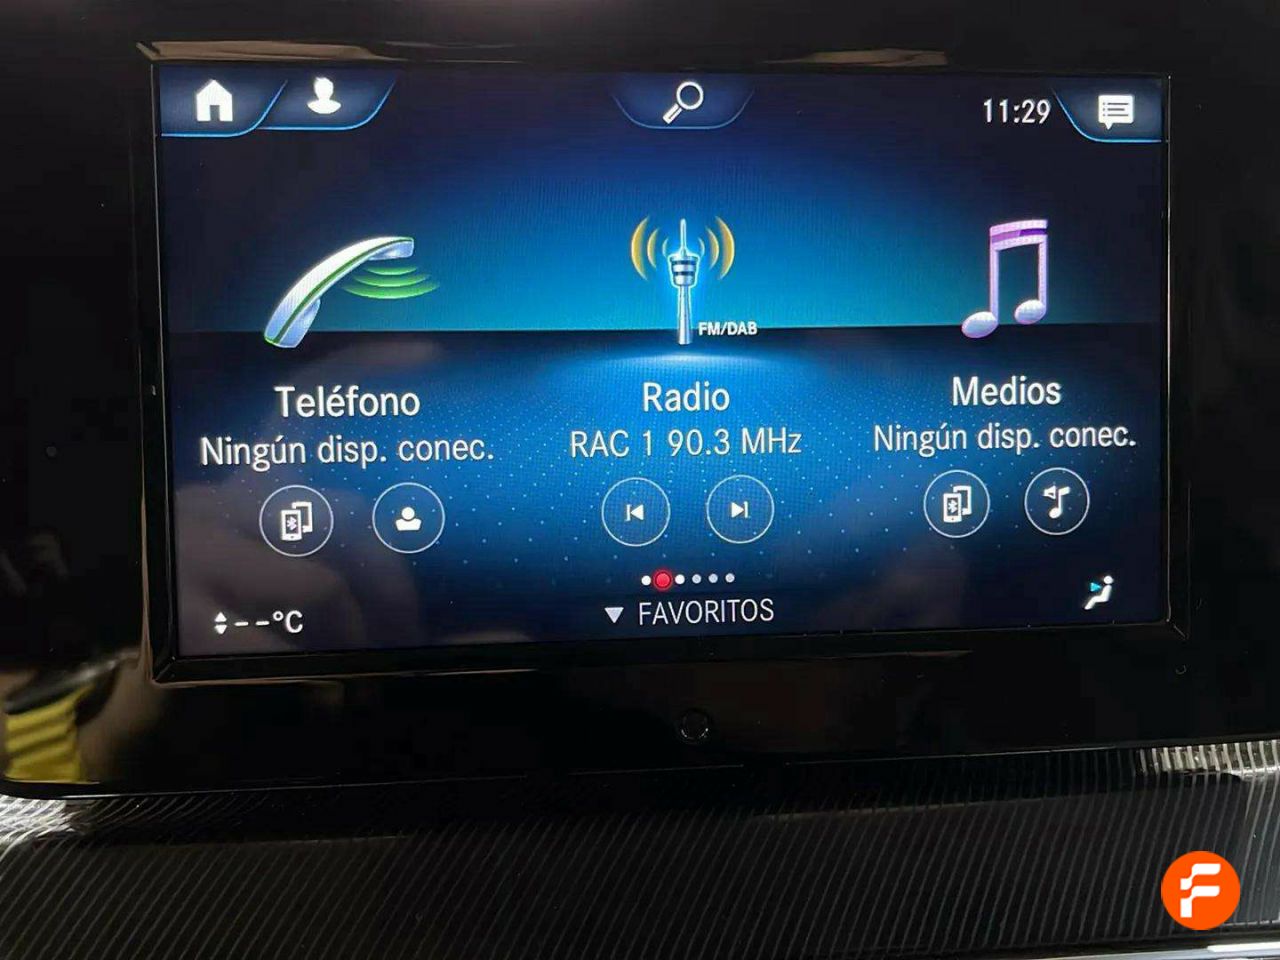 11:29
FM/DAB
Teléfono
Ningún disp. conec.
Radio
RAC 1 90.3 MHz
Medios
Ningún disp. conec.
FAVORITOS
--°C
F